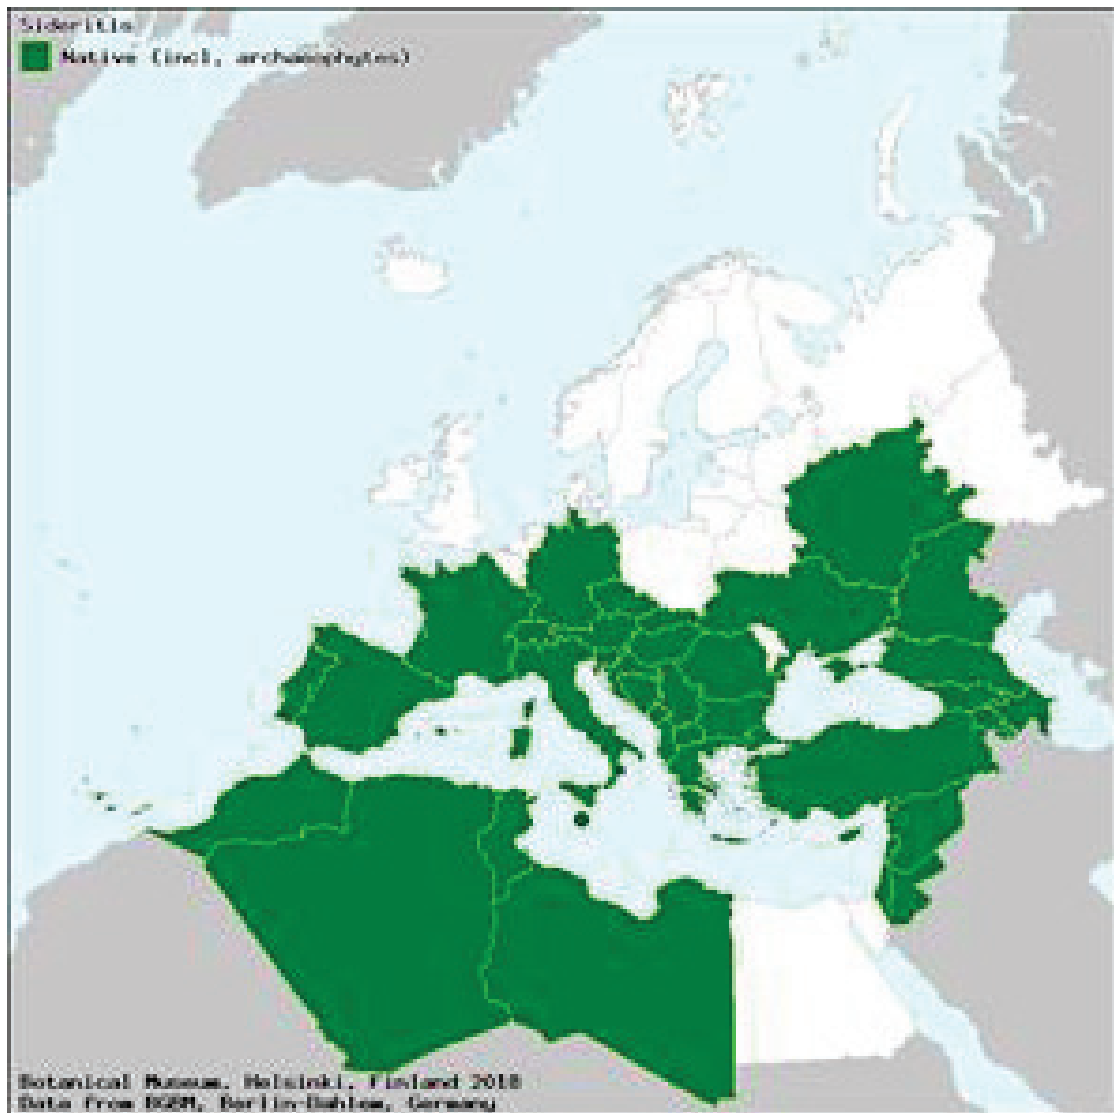 Sideritis
Native (incl. archaeophytes)
Botanical Museum, Helsinki, Finland 2018
Data from BGBM, Berlin-Dahlem, Germany